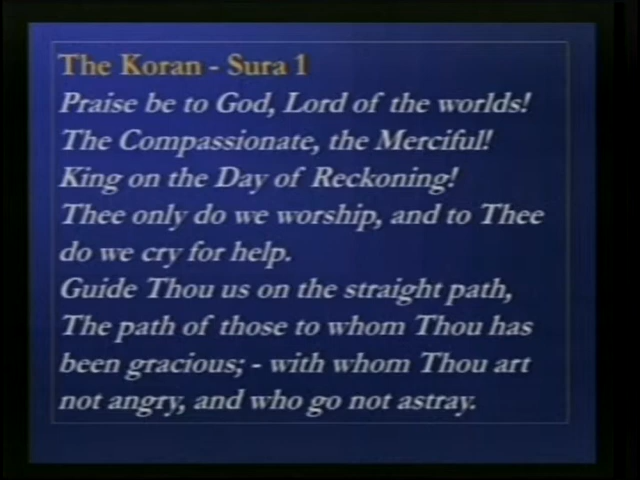 The Koran - Sura 1
Praise be to God, Lord of the worlds!
The Compassionate, the Merciful!
King on the Day of Reckoning!
Thee only do we worship, and to Thee
do we cry for help.
Guide Thou us on the straight path,
The path of those to whom Thou has
been gracious; - with whom Thou art
not angry, and who go not astray.